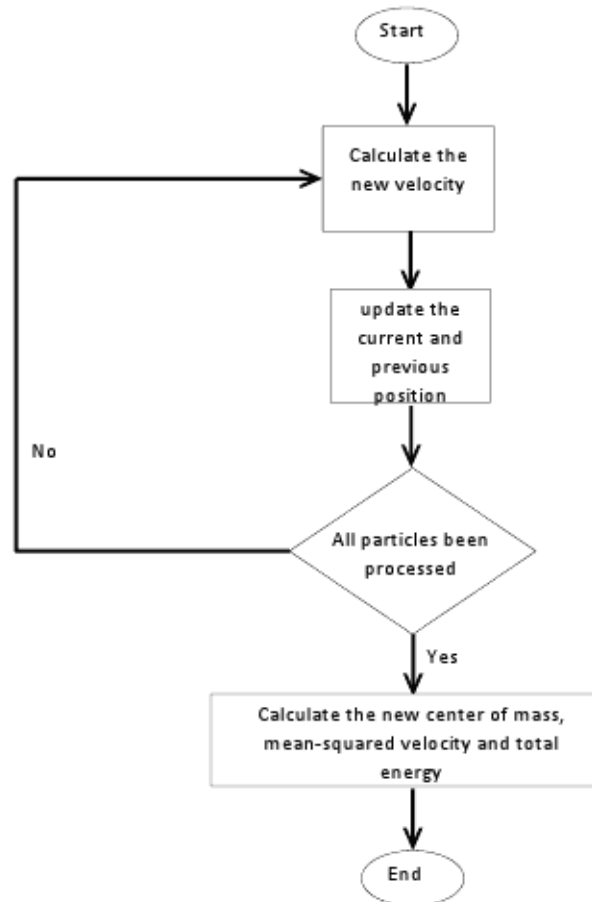 Start
Calculate the
new velocity
update the
current and
previous
position
No
All particles been
processed
Yes
Calculate the new center of mass,
mean-squared velocity and total
energy
End